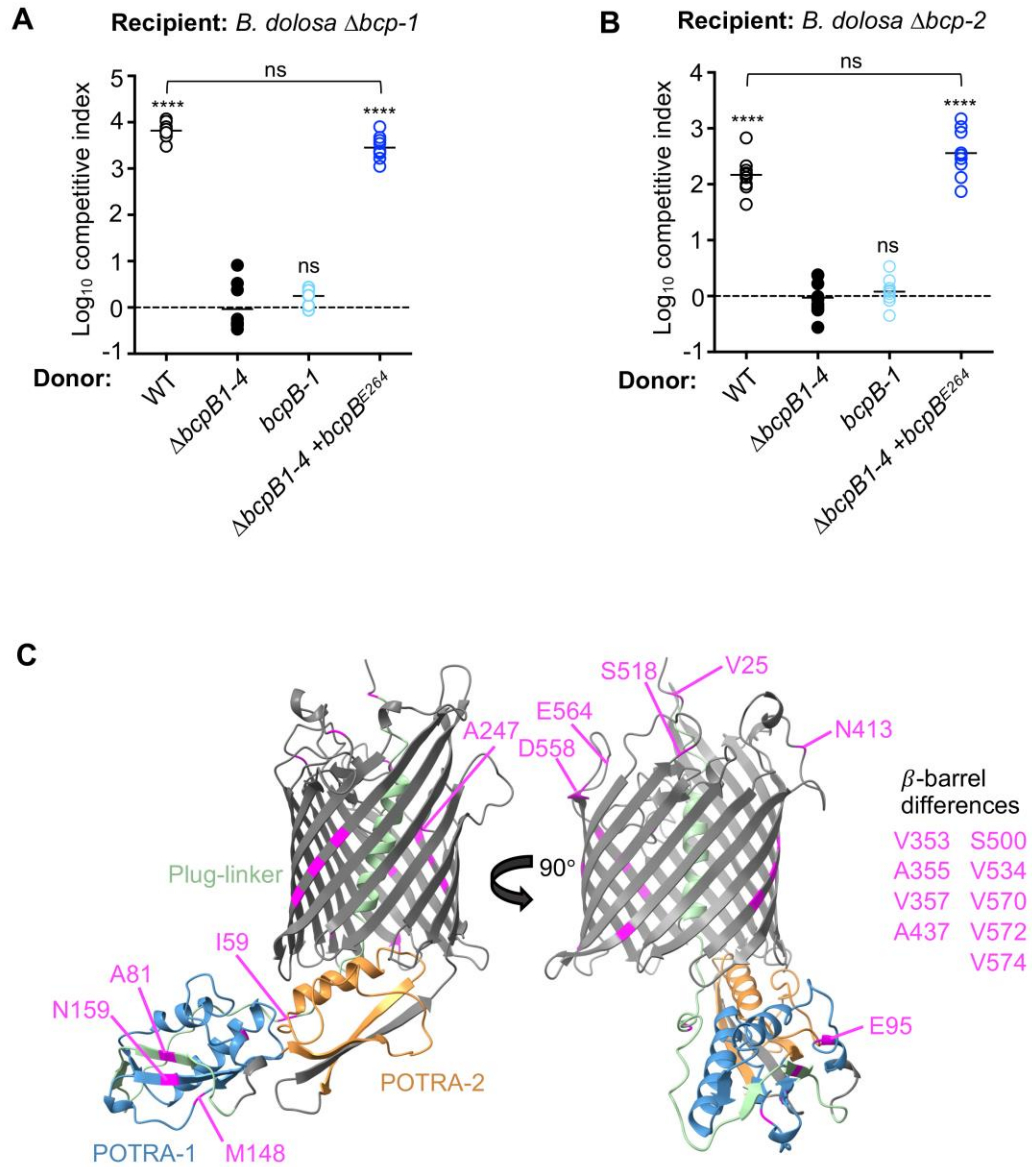 A
Recipient: B. dolosa Δbcp-1
ns
5
4
3
2
1
0
-1
Log10 competitive index
****
****
ns
Donor:
WT
ΔbcpB1-4
bcpB-1
ΔbcpB1-4 +bcpB^E264
B
Recipient: B. dolosa Δbcp-2
ns
4
3
2
1
0
-1
Log10 competitive index
****
****
ns
Donor:
WT
ΔbcpB1-4
bcpB-1
ΔbcpB1-4 +bcpB^E264
C
A247
Plug-linker
I59
A81
N159
POTRA-2
POTRA-1
M148
90°
S518
V25
E564
D558
N413
E95
β-barrel
differences
V353 S500
A355 V534
V357 V570
A437 V572
V574